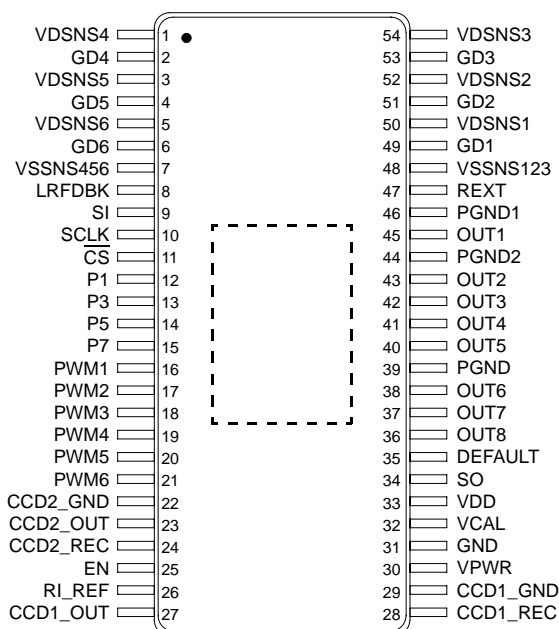 VDSNS4 1 54 VDSNS3
GD4 2 53 GD3
VDSNS5 3 52 VDSNS2
GD5 4 51 GD2
VDSNS6 5 50 VDSNS1
GD6 6 49 GD1
VSSNS456 7 48 VSSNS123
LRFDBK 8 47 REXT
SI 9 46 PGND1
SCLK 10 45 OUT1
CS 11 44 PGND2
P1 12 43 OUT2
P3 13 42 OUT3
P5 14 41 OUT4
P7 15 40 OUT5
PWM1 16 39 PGND
PWM2 17 38 OUT6
PWM3 18 37 OUT7
PWM4 19 36 OUT8
PWM5 20 35 DEFAULT
PWM6 21 34 SO
CCD2_GND 22 33 VDD
CCD2_OUT 23 32 VCAL
CCD2_REC 24 31 GND
EN 25 30 VPWR
RI_REF 26 29 CCD1_GND
CCD1_OUT 27 28 CCD1_REC